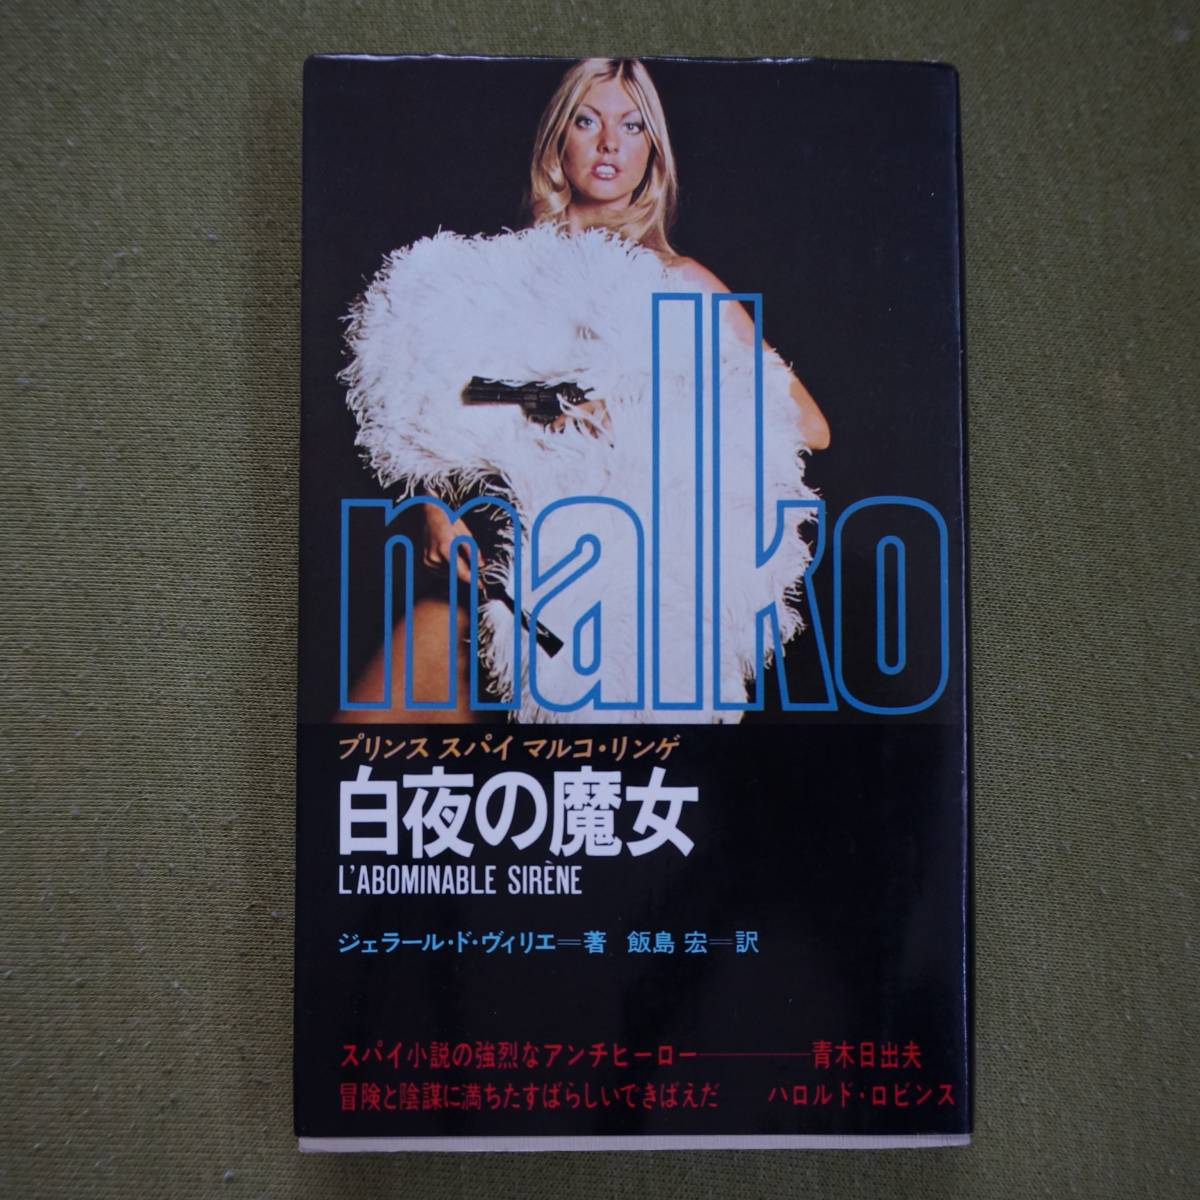 malko
プリンス スパイ マルコ・リンゲ
白夜の魔女
L'ABOMINABLE SIRÈNE
ジェラール・ド・ヴィリエ＝著 飯島 宏＝訳
スパイ小説の強烈なアンチヒーロー―――青木日出夫
冒険と陰謀に満ちたすばらしいできばえだ――ハロルド・ロビンス